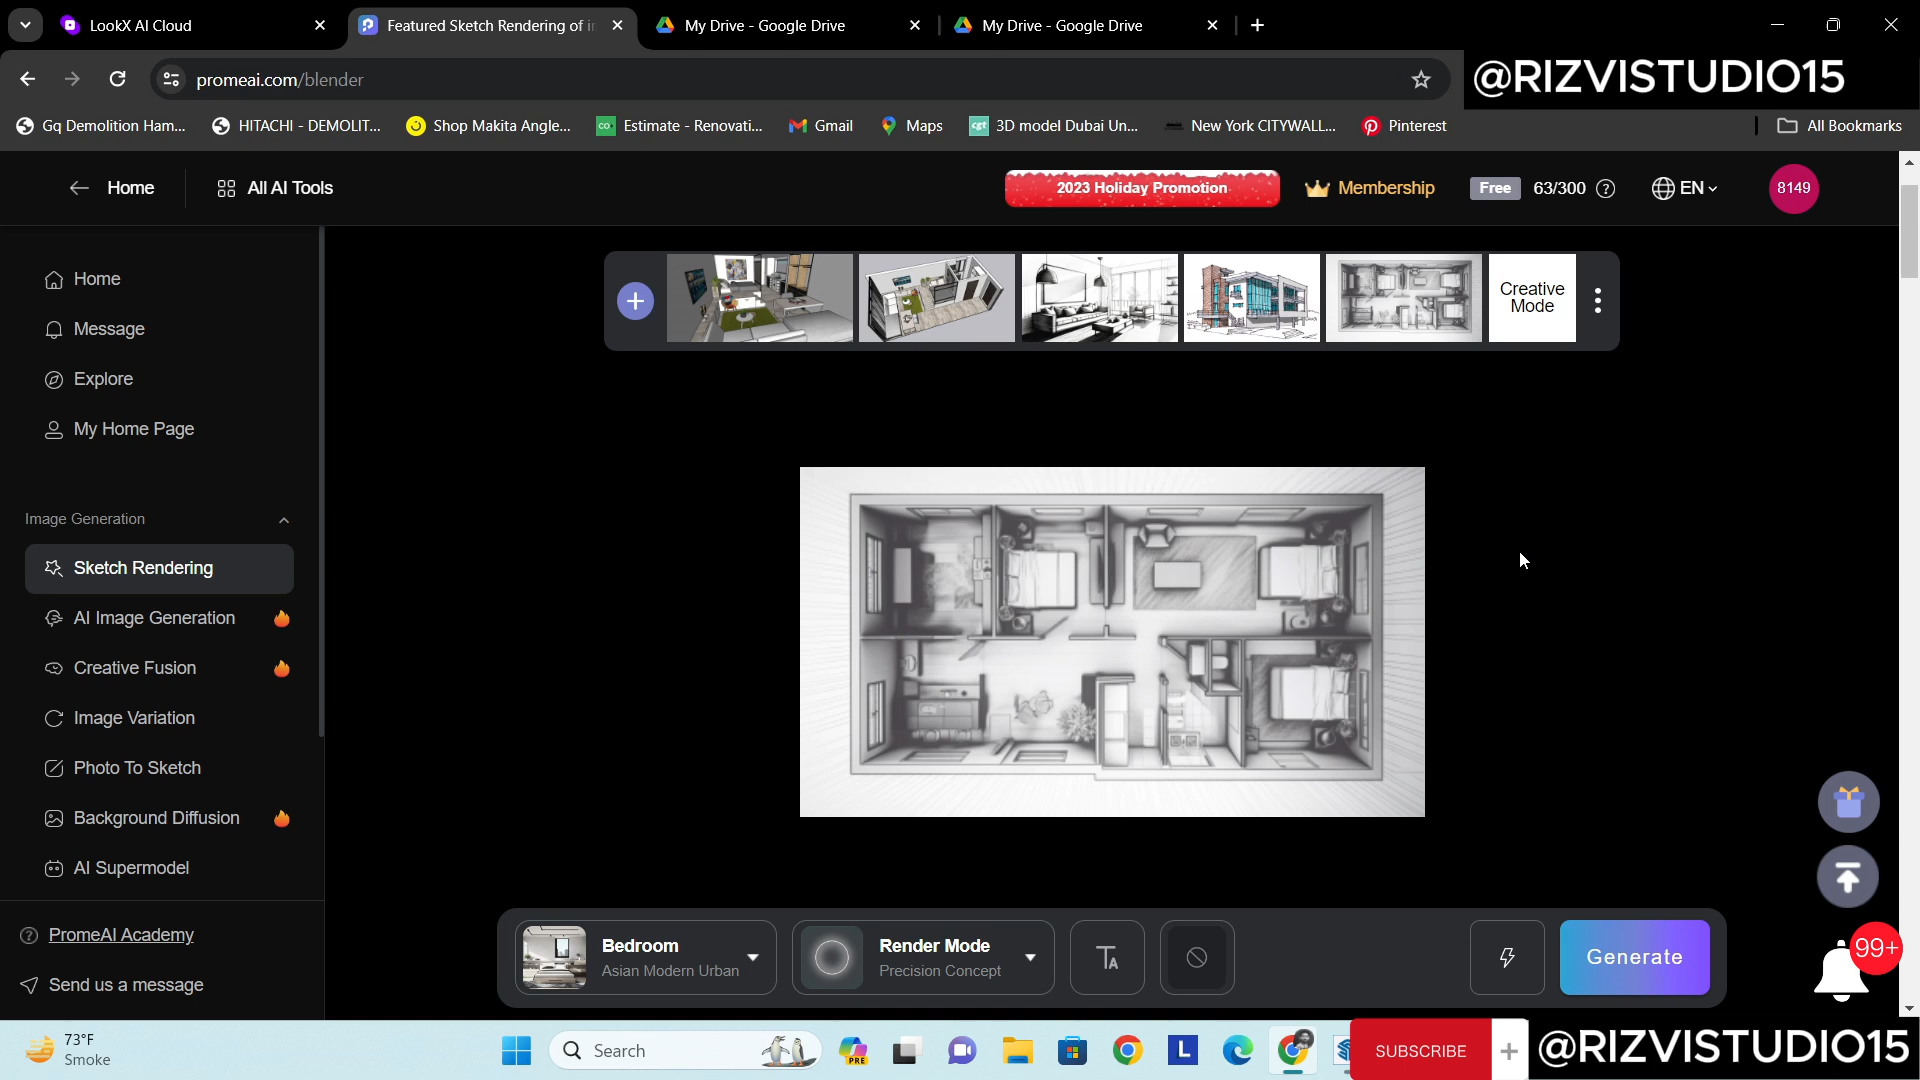 LookX AI Cloud
Featured Sketch Rendering of i
My Drive - Google Drive
My Drive - Google Drive
promeai.com/blender
@RIZVISTUDIO15
Gq Demolition Ham...
HITACHI - DEMOLIT...
Shop Makita Angle...
Estimate - Renovati...
Gmail
Maps
3D model Dubai Un...
New York CITYWALL...
Pinterest
All Bookmarks
Home
All AI Tools
2023 Holiday Promotion
Membership
Free
63/300
EN
8149
Home
Message
Explore
My Home Page
Creative
Mode
Image Generation
Sketch Rendering
AI Image Generation
Creative Fusion
Image Variation
Photo To Sketch
Background Diffusion
AI Supermodel
PromeAI Academy
Send us a message
Bedroom
Asian Modern Urban
Render Mode
Precision Concept
Generate
99+
73°F
Smoke
Search
PRE
SUBSCRIBE
@RIZVISTUDIO15